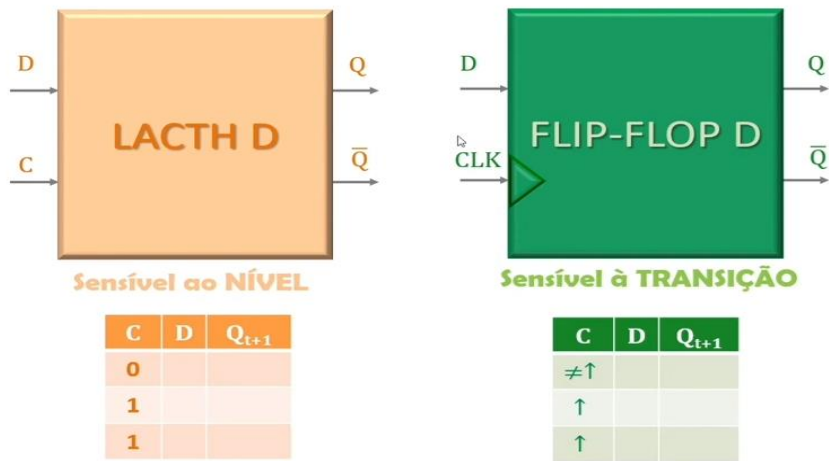 D
Q
LACTH D
C
Q̅
Sensível ao NÍVEL
C D Qt+1
0
1
1
D
Q
FLIP-FLOP D
CLK
Q̅
Sensível à TRANSIÇÃO
C D Qt+1
≠↑
↑
↑